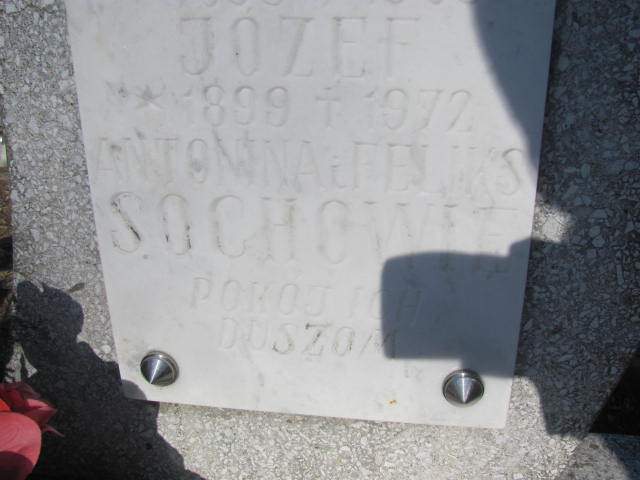 JÓZEF
* 1899 † 1972
ANTONINA I FELIKS
SOCHOWIE
POKÓJ ICH
DUSZOM